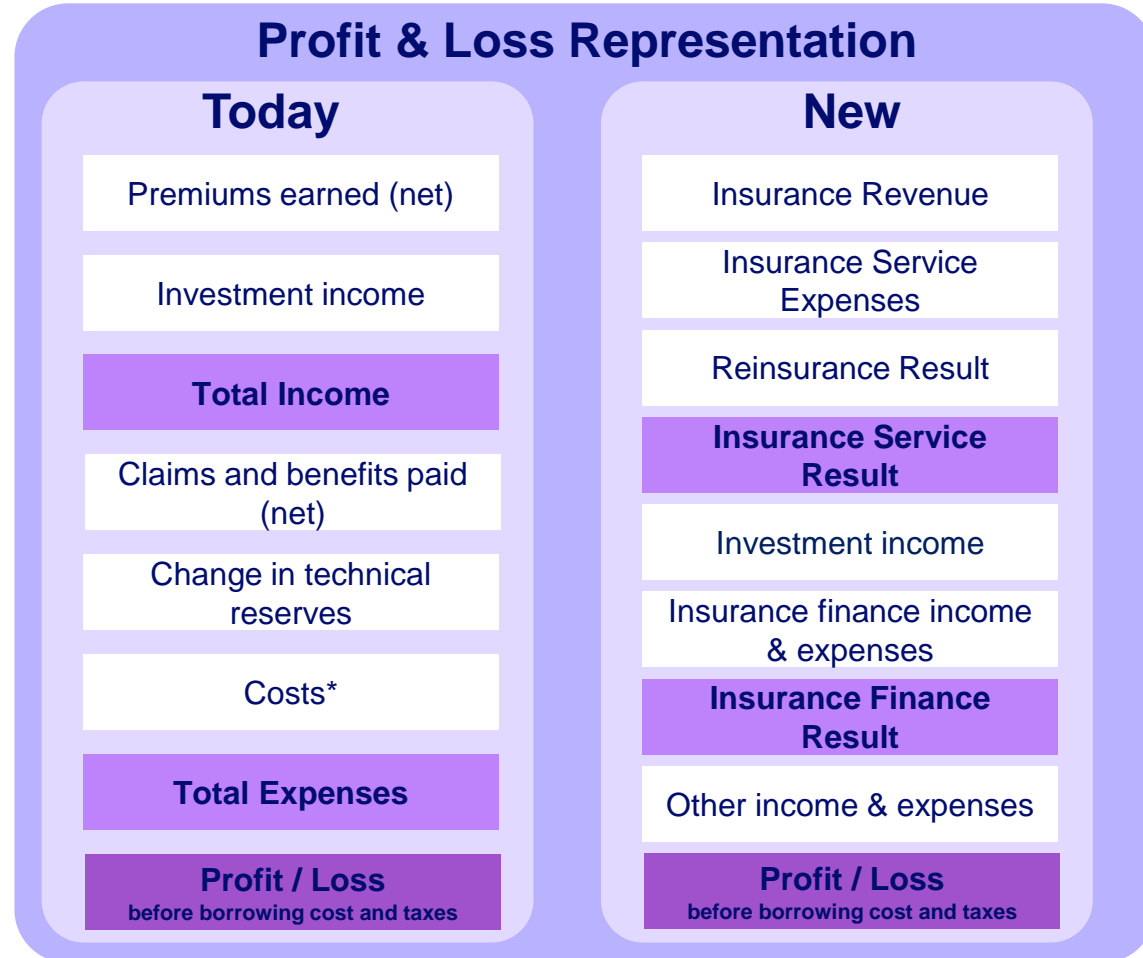 Profit & Loss Representation
Today
Premiums earned (net)
Investment income
Total Income
Claims and benefits paid
(net)
Change in technical
reserves
Costs*
Total Expenses
Profit / Loss
before borrowing cost and taxes
New
Insurance Revenue
Insurance Service
Expenses
Reinsurance Result
Insurance Service
Result
Investment income
Insurance finance income
& expenses
Insurance Finance
Result
Other income & expenses
Profit / Loss
before borrowing cost and taxes